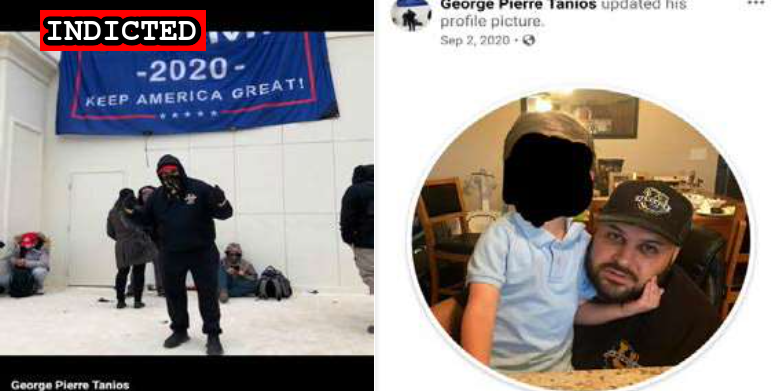 INDICTED
-2020-
KEEP AMERICA GREAT!
George Pierre Tanios
George Pierre Tanios updated his
profile picture.
Sep 2, 2020 ·